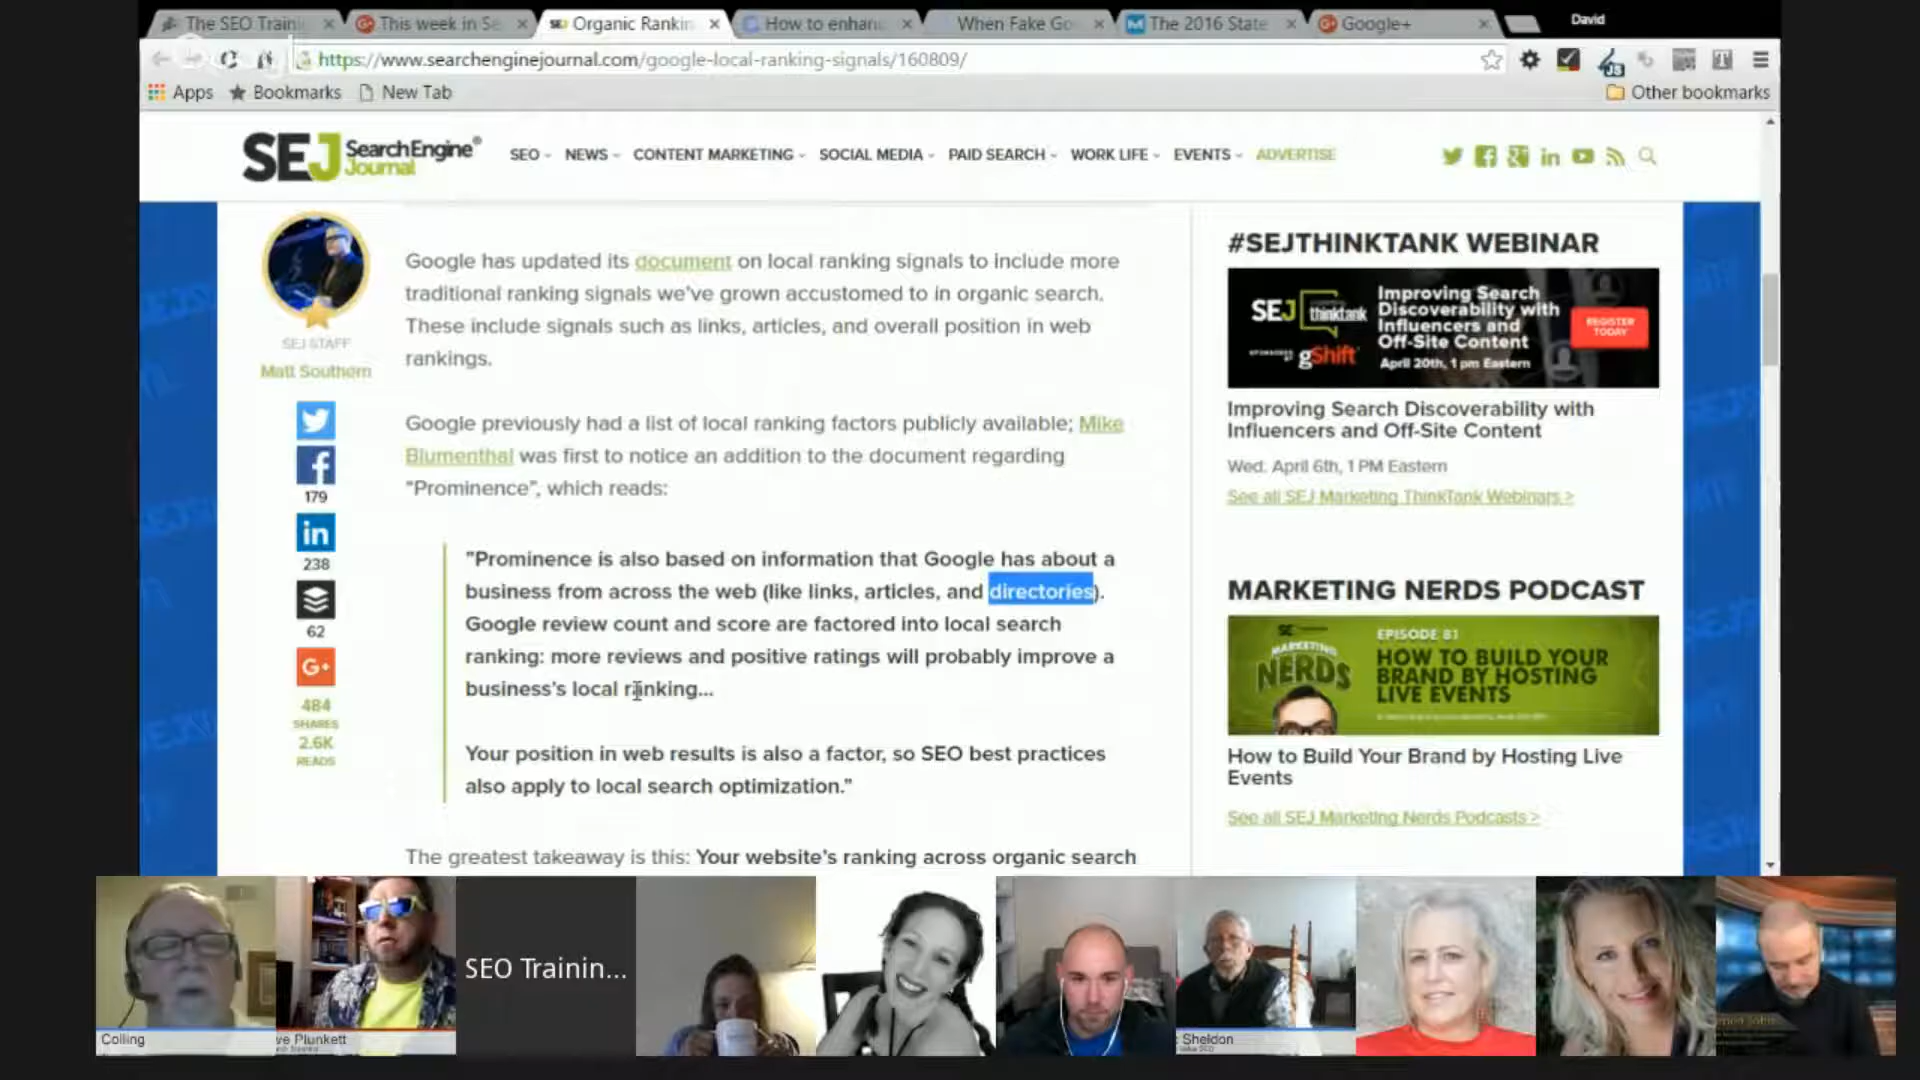 The SEO Traini
This week in Se
Organic Rankin
How to enhanc
When Fake Go
The 2016 State
Google+
David
https://www.searchenginejournal.com/google-local-ranking-signals/160809/
Apps
Bookmarks
New Tab
Other bookmarks
SEJ SearchEngine Journal
SEO
NEWS
CONTENT MARKETING
SOCIAL MEDIA
PAID SEARCH
WORK LIFE
EVENTS
ADVERTISE
SEJ STAFF
Matt Southern
179
238
62
G+
484
SHARES
2.6K
READS
Google has updated its document on local ranking signals to include more
traditional ranking signals we've grown accustomed to in organic search.
These include signals such as links, articles, and overall position in web
rankings.
Google previously had a list of local ranking factors publicly available; Mike
Blumenthal was first to notice an addition to the document regarding
"Prominence", which reads:
"Prominence is also based on information that Google has about a
business from across the web (like links, articles, and directories).
Google review count and score are factored into local search
ranking: more reviews and positive ratings will probably improve a
business's local ranking...
Your position in web results is also a factor, so SEO best practices
also apply to local search optimization."
The greatest takeaway is this: Your website's ranking across organic search
#SEJTHINKTANK WEBINAR
SEJ thinktank
gShift
Improving Search
Discoverability with
Influencers and
Off-Site Content
April 20th, 1 pm Eastern
REGISTER
TODAY
Improving Search Discoverability with
Influencers and Off-Site Content
Wed. April 6th, 1 PM Eastern
See all SEJ Marketing ThinkTank Webinars >
MARKETING NERDS PODCAST
MARKETING
NERDS
EPISODE 81
HOW TO BUILD YOUR
BRAND BY HOSTING
LIVE EVENTS
How to Build Your Brand by Hosting Live
Events
See all SEJ Marketing Nerds Podcasts >
SEO Trainin...
Colling
ve Plunkett
Sheldon